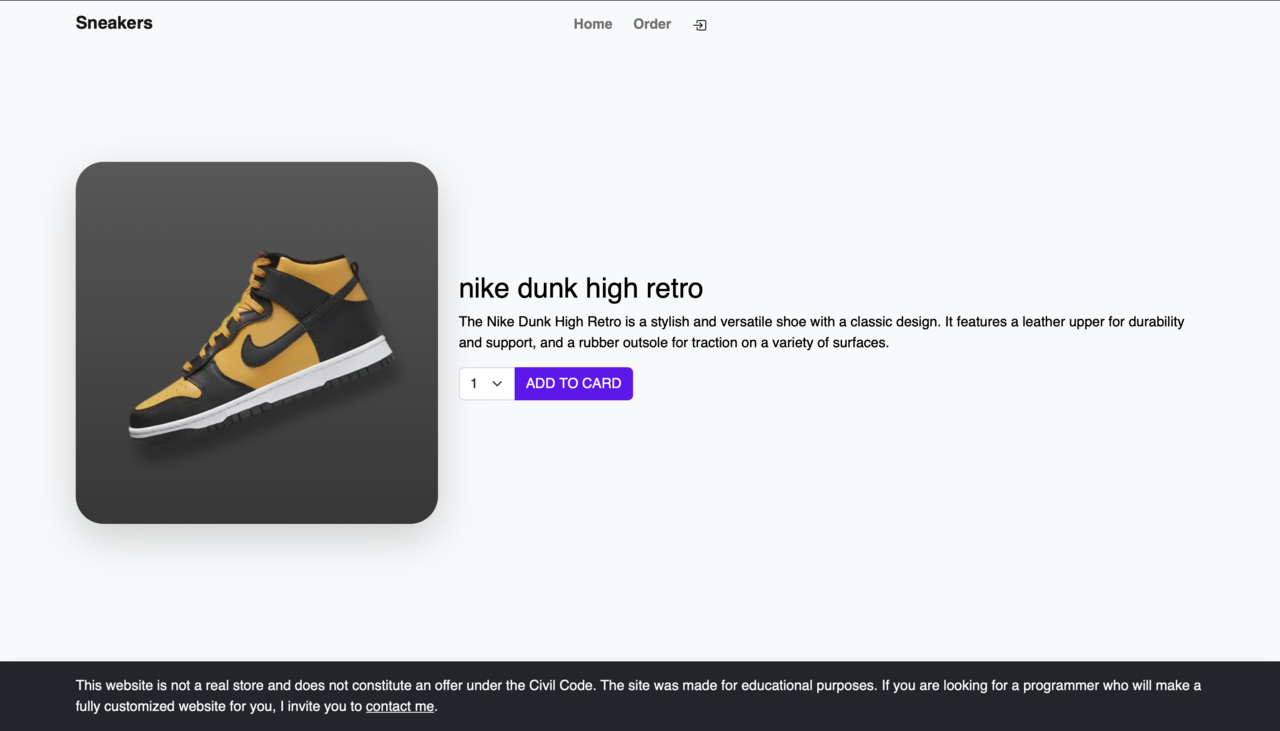 Sneakers
Home Order
nike dunk high retro
The Nike Dunk High Retro is a stylish and versatile shoe with a classic design. It features a leather upper for durability
and support, and a rubber outsole for traction on a variety of surfaces.
1 ADD TO CARD
This website is not a real store and does not constitute an offer under the Civil Code. The site was made for educational purposes. If you are looking for a programmer who will make a
fully customized website for you, I invite you to contact me.